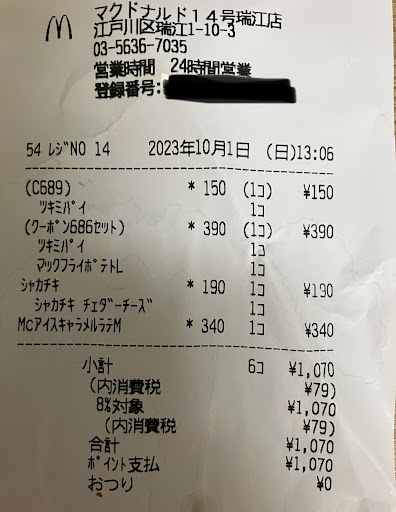 マクドナルド14号瑞江店
江戸川区瑞江1-10-3
03-5636-7035
営業時間 24時間営業
登録番号:
54 ﾚｼﾞNO 14 2023年10月1日 (日)13:06
(C689) * 150 (1ｺ) ¥150
ﾂｷﾐﾊﾟｲ 1ｺ
(ｸｰﾎﾟﾝ686ｾｯﾄ) * 390 (1ｺ) ¥390
ﾂｷﾐﾊﾟｲ 1ｺ
ﾏｯｸﾌﾗｲﾎﾟﾃﾄL 1ｺ
ｼｬｶﾁｷ * 190 1ｺ ¥190
ｼｬｶﾁｷ ﾁｪﾀﾞｰﾁｰｽﾞ 1ｺ
McｱｲｽｷｬﾗﾒﾙﾗﾃM * 340 1ｺ ¥340
小計 6ｺ ¥1,070
(内消費税 ¥79)
8%対象 ¥1,070
(内消費税 ¥79)
合計 ¥1,070
ﾎﾟｲﾝﾄ支払 ¥1,070
おつり ¥0